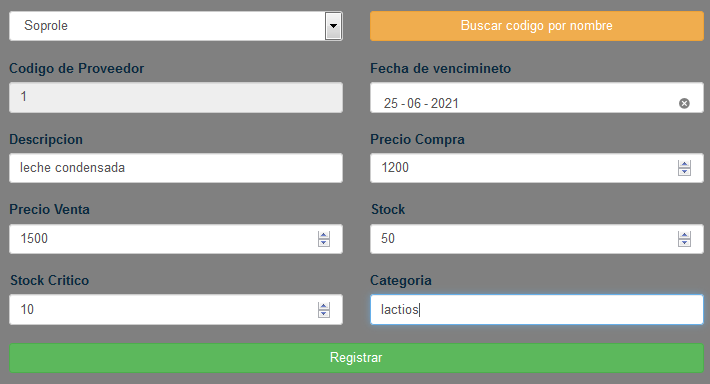 Soprole
Buscar codigo por nombre
Codigo de Proveedor
Fecha de vencimineto
1
25 - 06 - 2021
Descripcion
Precio Compra
leche condensada
1200
Precio Venta
Stock
1500
50
Stock Critico
Categoria
10
lactios
Registrar